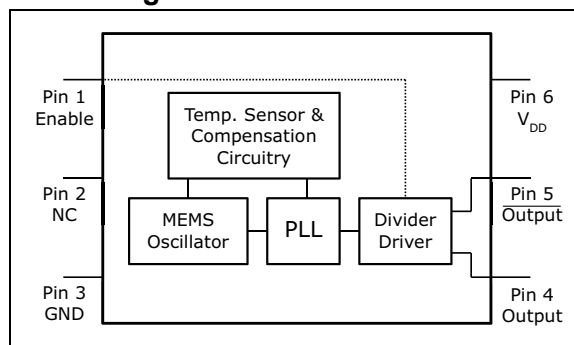 Pin 1
Enable
Pin 2
NC
Pin 3
GND
Temp. Sensor &
Compensation
Circuitry
MEMS
Oscillator
PLL
Divider
Driver
Pin 6
VDD
Pin 5
Output
Pin 4
Output